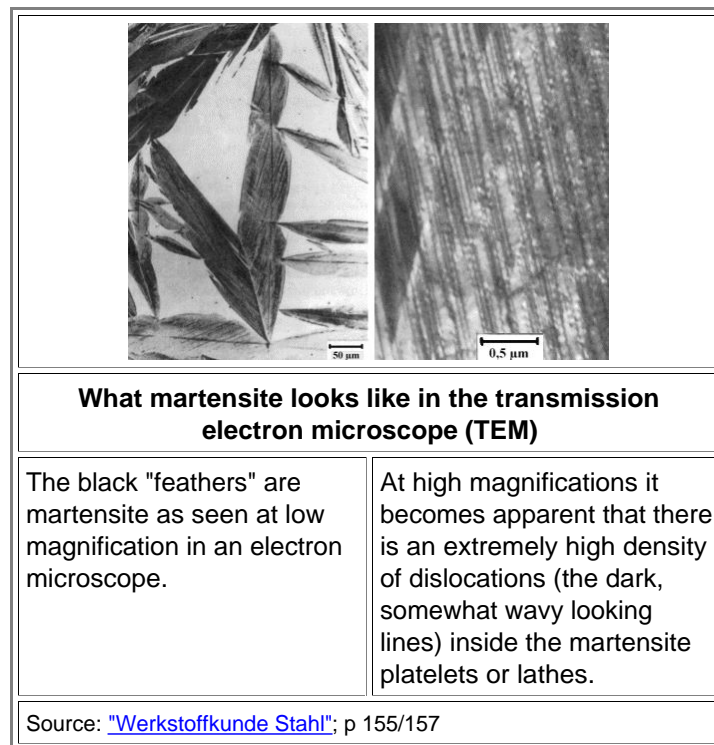 50 µm
0,5 µm
What martensite looks like in the transmission
electron microscope (TEM)
The black "feathers" are
martensite as seen at low
magnification in an electron
microscope.
At high magnifications it
becomes apparent that there
is an extremely high density
of dislocations (the dark,
somewhat wavy looking
lines) inside the martensite
platelets or lathes.
Source: "Werkstoffkunde Stahl"; p 155/157